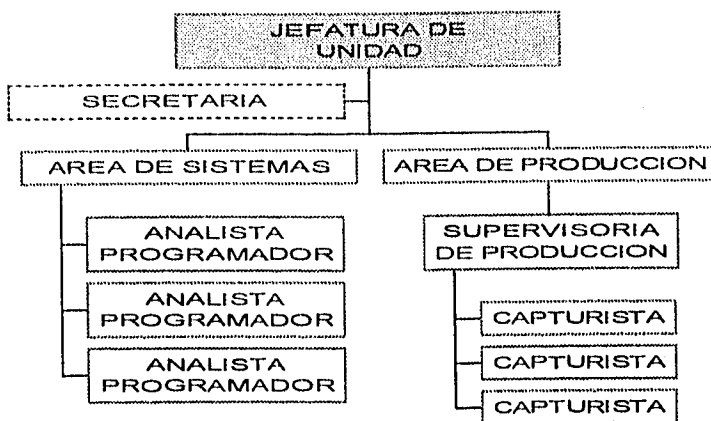 JEFATURA DE
UNIDAD
SECRETARIA
AREA DE SISTEMAS
AREA DE PRODUCCION
ANALISTA
PROGRAMADOR
ANALISTA
PROGRAMADOR
ANALISTA
PROGRAMADOR
SUPERVISORIA
DE PRODUCCION
CAPTURISTA
CAPTURISTA
CAPTURISTA